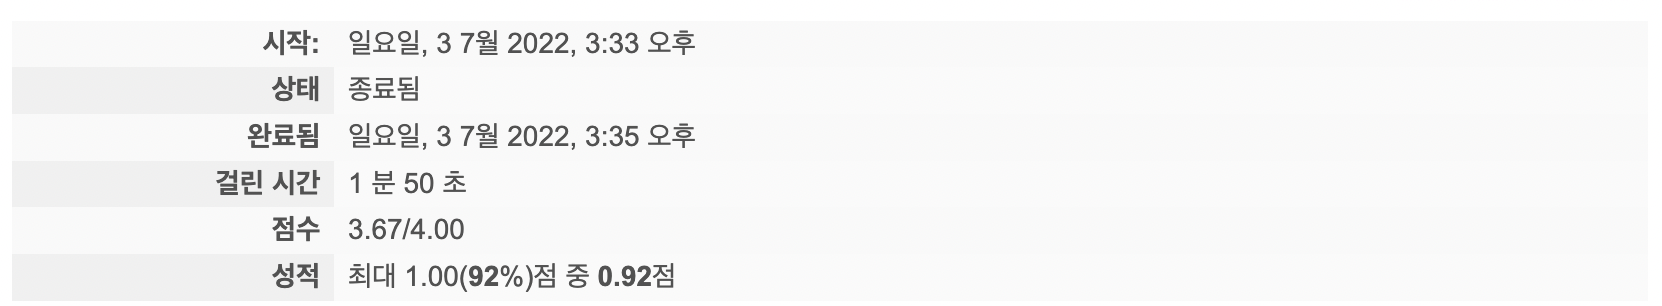 시작: 일요일, 3 7월 2022, 3:33 오후
상태 종료됨
완료됨 일요일, 3 7월 2022, 3:35 오후
걸린 시간 1 분 50 초
점수 3.67/4.00
성적 최대 1.00(92%)점 중 0.92점